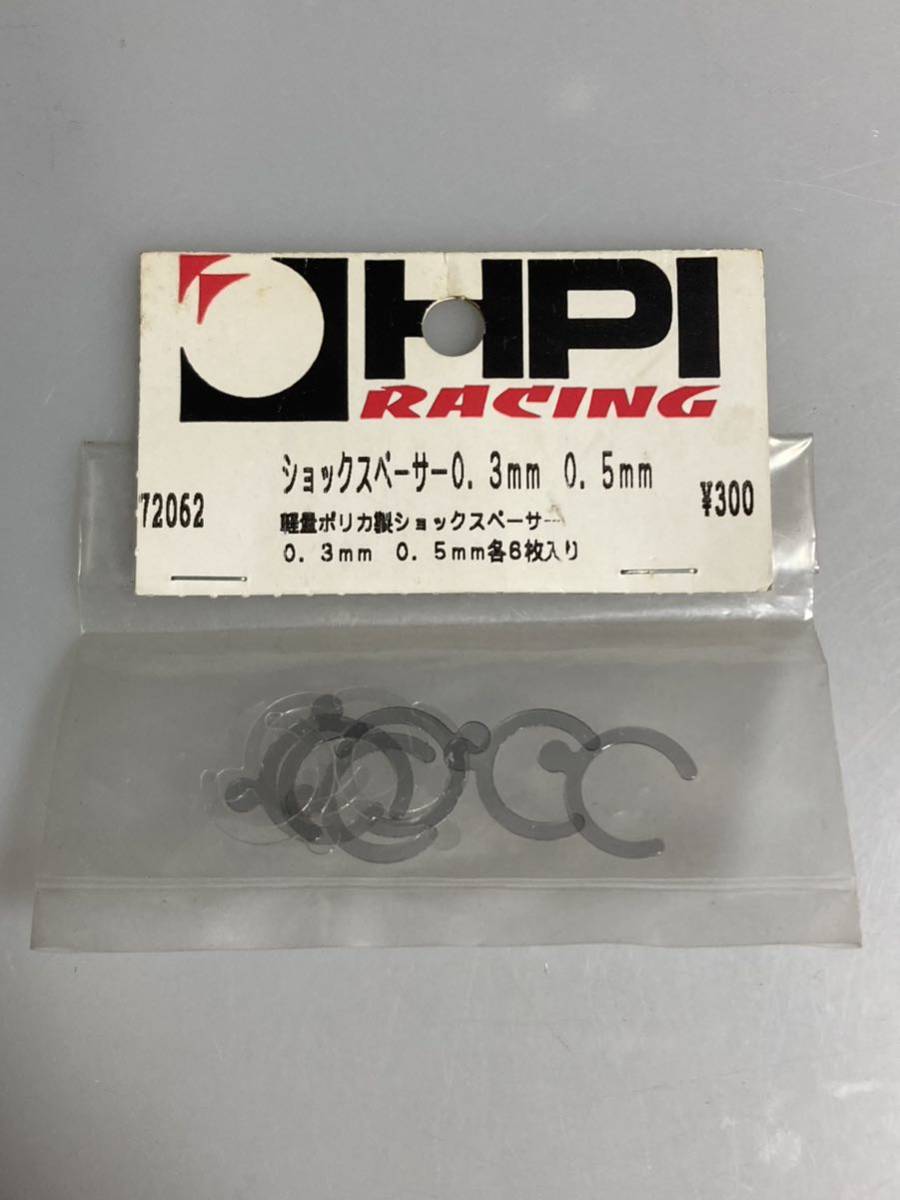 HPI
RACING
ショックスペーサー0.3mm 0.5mm
72062
¥300
軽量ポリカ製ショックスペーサー
0.3mm 0.5mm各6枚入り